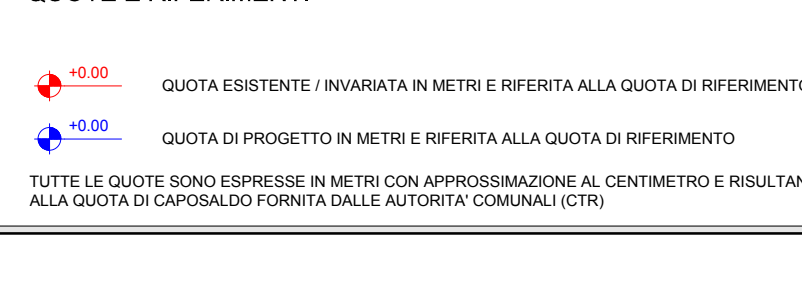 QUOTE E RIFERIMENTI
+0.00
QUOTA ESISTENTE / INVARIATA IN METRI E RIFERITA ALLA QUOTA DI RIFERIMENTO
+0.00
QUOTA DI PROGETTO IN METRI E RIFERITA ALLA QUOTA DI RIFERIMENTO
TUTTE LE QUOTE SONO ESPRESSE IN METRI CON APPROSSIMAZIONE AL CENTIMETRO E RISULTAN
ALLA QUOTA DI CAPOSALDO FORNITA DALLE AUTORITA' COMUNALI (CTR)